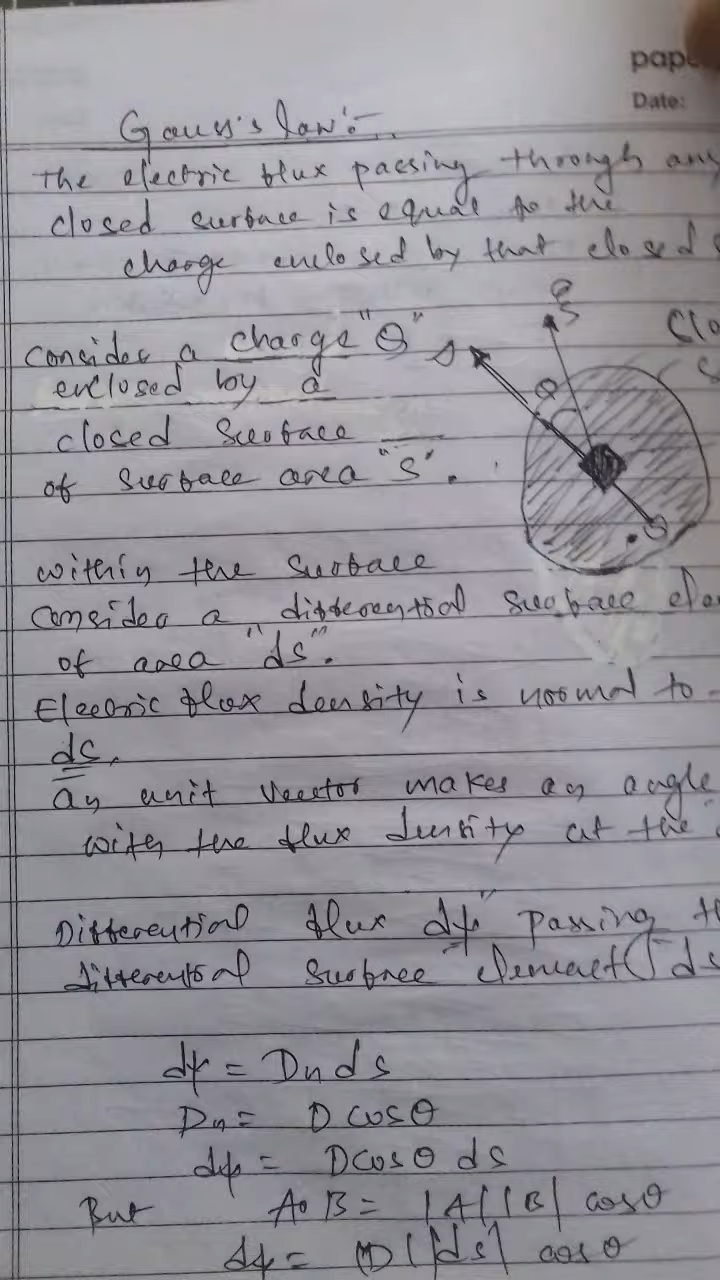 pape
Date:
Gauss's law:-
The electric flux passing through any
closed surface is equal to the
charge enclosed by that closed s
Consider a charge "Q"
enclosed by a
closed surface
of surface area "S".
Clo
S
θ
Q
within the surface
Consider a differential surface ele
of area "ds".
Electric flux density is normal to
ds.
an unit vector makes an angle
with the flux density at the
Differential flux dψ" passing th
differential surface element ds
dψ = Dn ds
Dn = D cosθ
dψ = D cosθ ds
But A∘B = |A||B| cosθ
dψ = |D||ds| cosθ